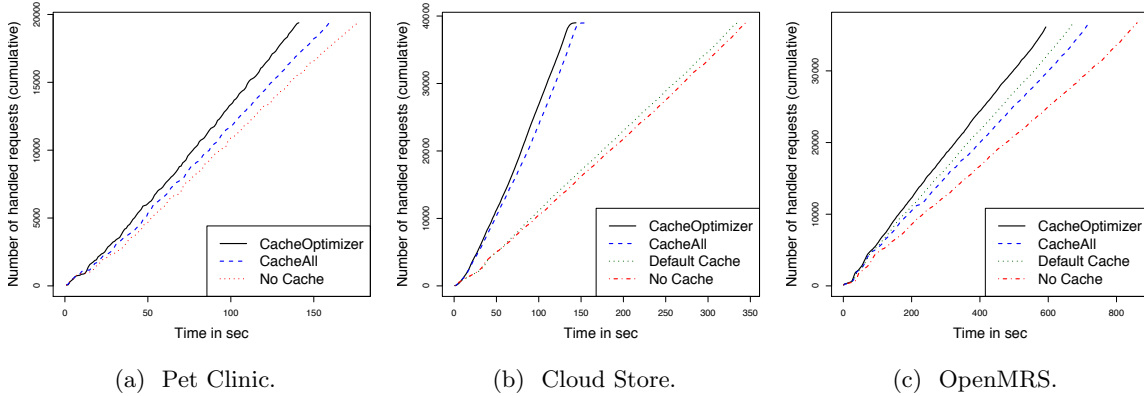 Number of handled requests (cumulative)
0
5000
10000
15000
20000
0
50
100
150
Time in sec
CacheOptimizer
CacheAll
No Cache
(a) Pet Clinic.
Number of handled requests (cumulative)
0
10000
20000
30000
40000
0
50
100
150
200
250
300
350
Time in sec
CacheOptimizer
CacheAll
Default Cache
No Cache
(b) Cloud Store.
Number of handled requests (cumulative)
0
10000
20000
30000
0
200
400
600
800
Time in sec
CacheOptimizer
CacheAll
Default Cache
No Cache
(c) OpenMRS.